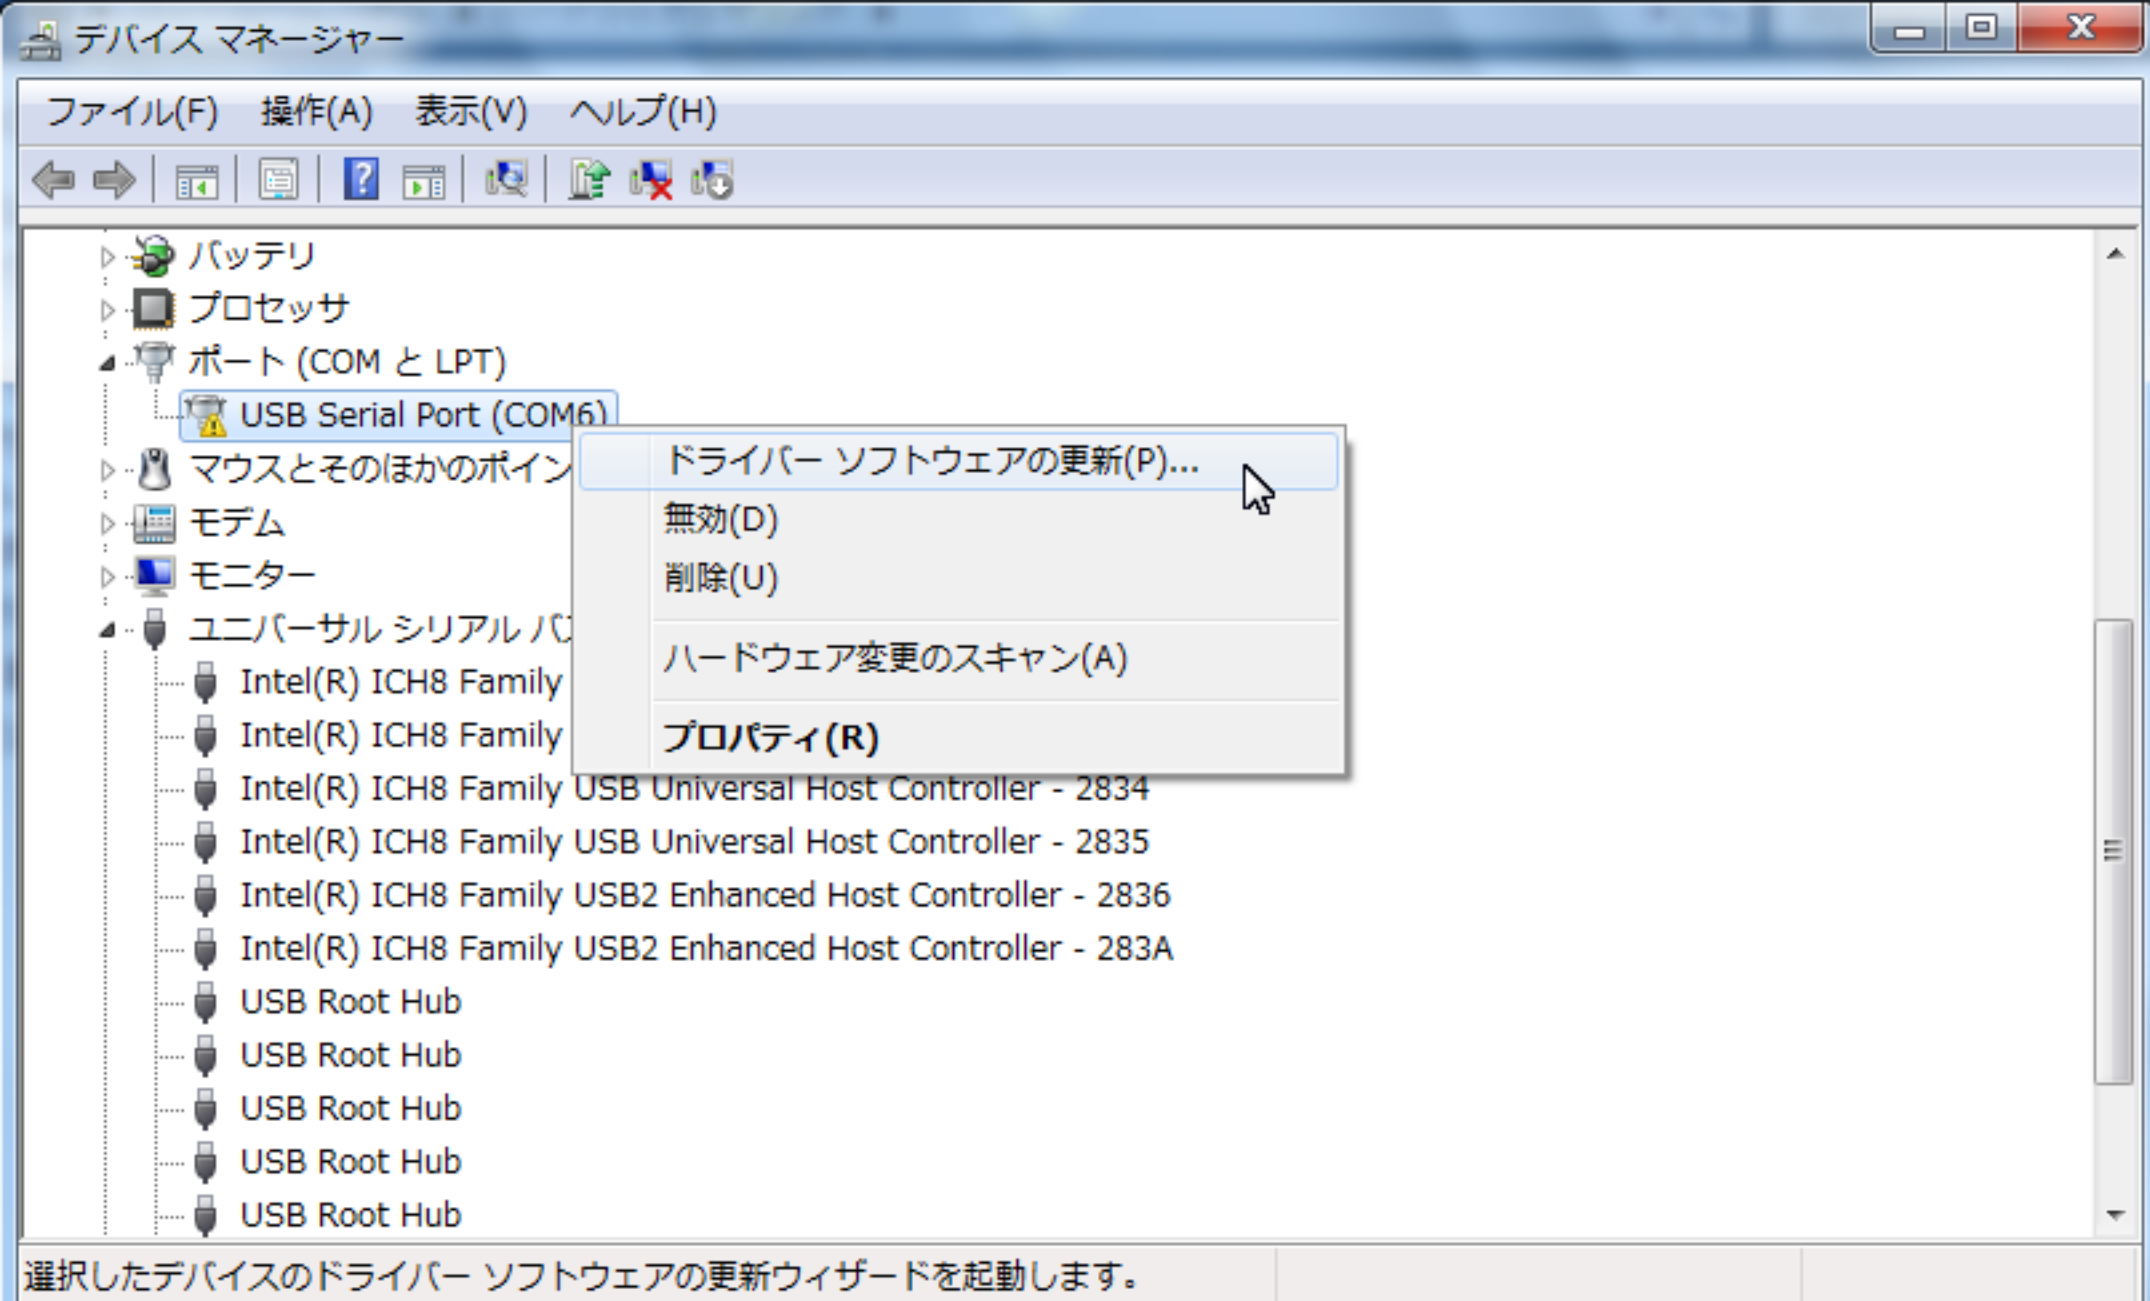 デバイス マネージャー
ファイル(F) 操作(A) 表示(V) ヘルプ(H)
バッテリ
プロセッサ
ポート (COM と LPT)
USB Serial Port (COM6)
マウスとそのほかのポイン
モデム
モニター
ユニバーサル シリアル バ
Intel(R) ICH8 Family
Intel(R) ICH8 Family
Intel(R) ICH8 Family USB Universal Host Controller - 2834
Intel(R) ICH8 Family USB Universal Host Controller - 2835
Intel(R) ICH8 Family USB2 Enhanced Host Controller - 2836
Intel(R) ICH8 Family USB2 Enhanced Host Controller - 283A
USB Root Hub
USB Root Hub
USB Root Hub
USB Root Hub
USB Root Hub
ドライバー ソフトウェアの更新(P)...
無効(D)
削除(U)
ハードウェア変更のスキャン(A)
プロパティ(R)
選択したデバイスのドライバー ソフトウェアの更新ウィザードを起動します。